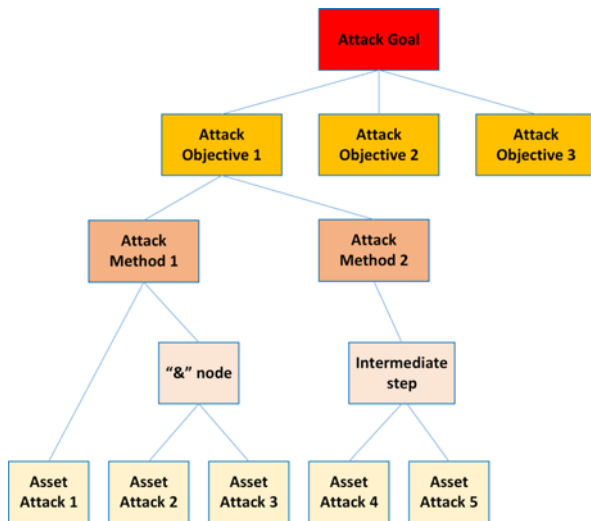 Attack Goal
Attack
Objective 1
Attack
Objective 2
Attack
Objective 3
Attack
Method 1
Attack
Method 2
“&” node
Intermediate
step
Asset
Attack 1
Asset
Attack 2
Asset
Attack 3
Asset
Attack 4
Asset
Attack 5